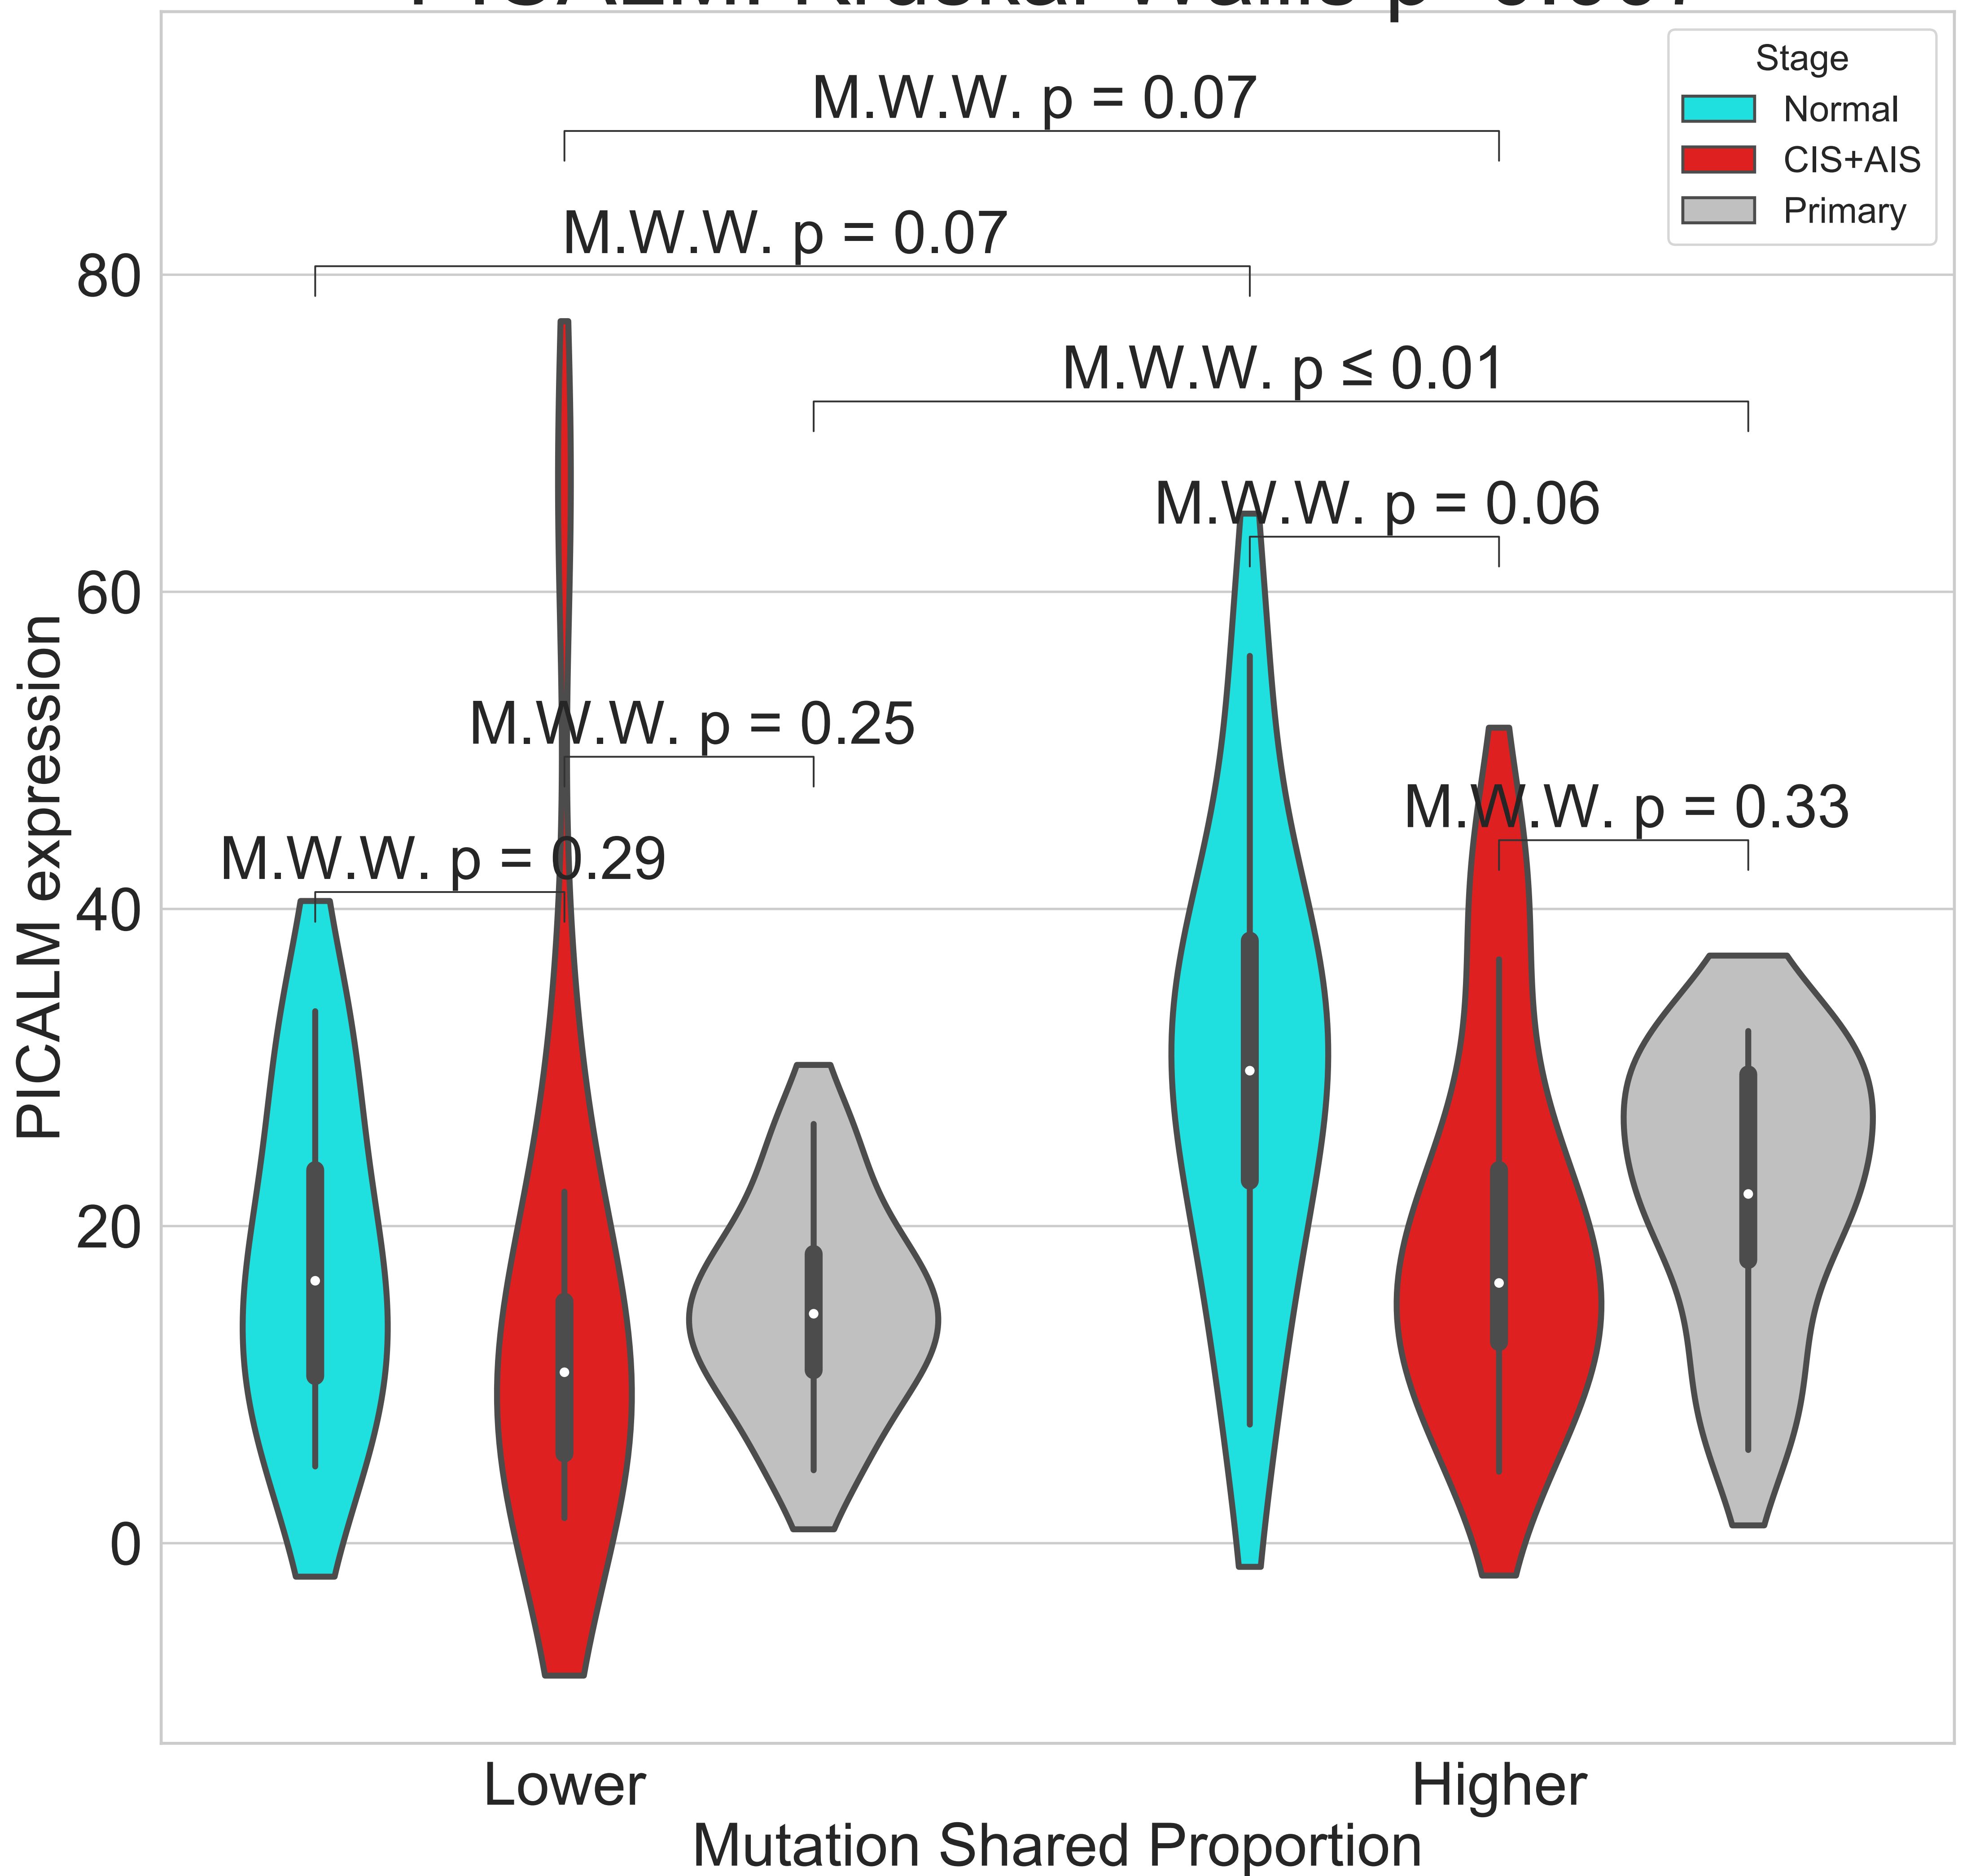 Stage
Normal
CIS+AIS
Primary
M.W.W. p = 0.07
M.W.W. p = 0.07
M.W.W. p ≤ 0.01
M.W.W. p = 0.06
M.W.W. p = 0.25
M.W.W. p = 0.33
M.W.W. p = 0.29
80
60
40
20
0
PICALM expression
Lower
Higher
Mutation Shared Proportion